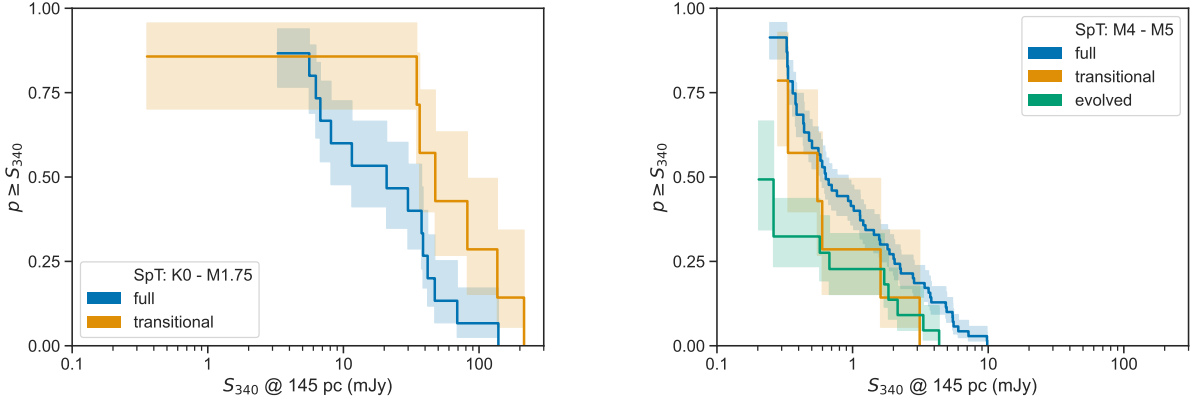 1.00
0.75
0.50
0.25
0.00
p ≥ S340
SpT: K0 - M1.75
full
transitional
0.1
1
10
100
S340 @ 145 pc (mJy)
1.00
0.75
0.50
0.25
0.00
p ≥ S340
SpT: M4 - M5
full
transitional
evolved
0.1
1
10
100
S340 @ 145 pc (mJy)